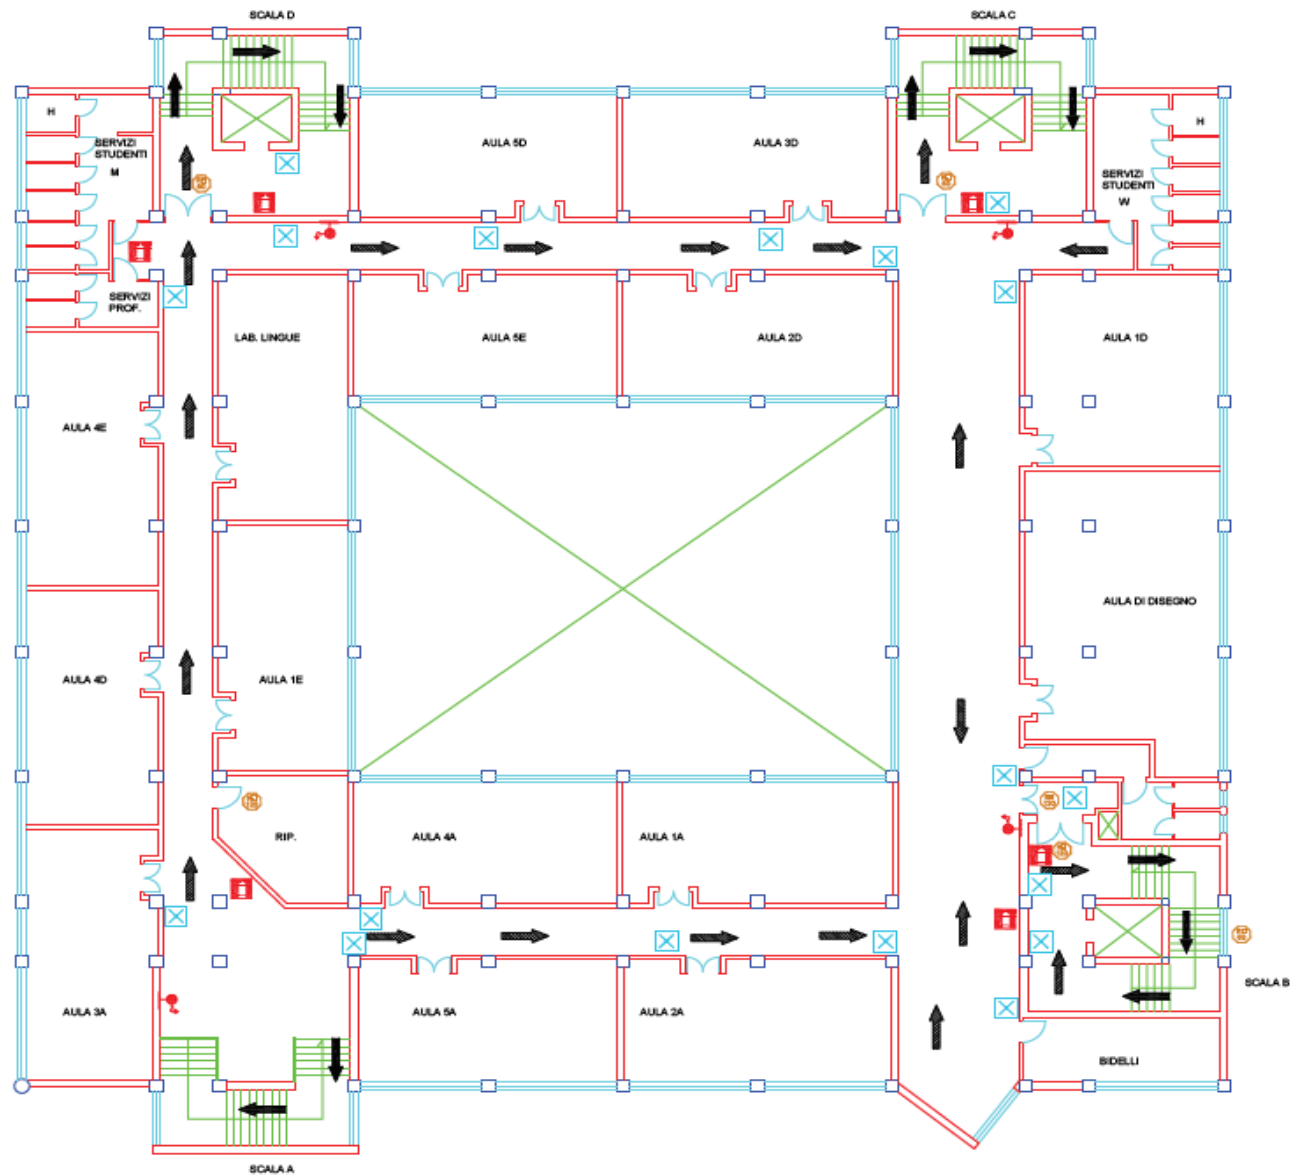 SCALA D
SCALA C
H
SERVIZI
STUDENTI
M
AULA 5D
AULA 3D
SERVIZI
STUDENTI
W
H
SERVIZI
PROF.
LAB. LINGUE
AULA 5E
AULA 2D
AULA 1D
AULA 4E
AULA DI DISEGNO
AULA 4D
AULA 1E
RIP.
AULA 4A
AULA 1A
SCALA B
AULA 3A
AULA 5A
AULA 2A
BIDELLI
SCALA A